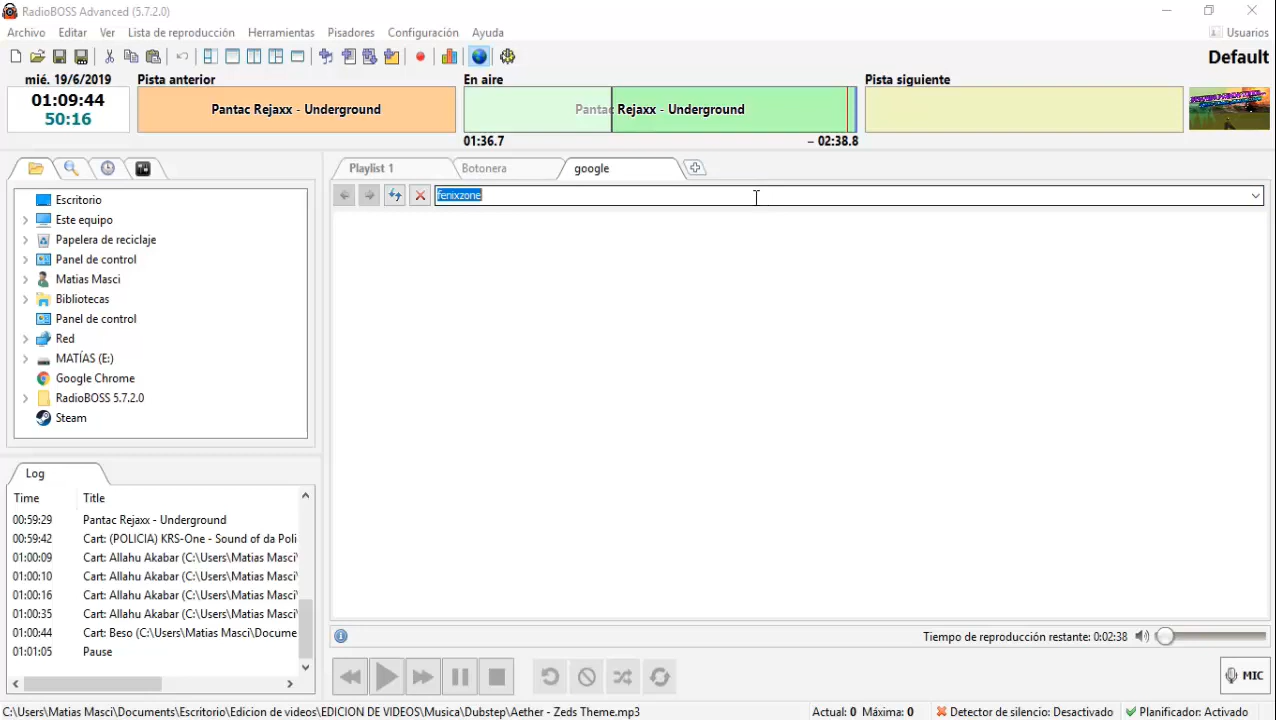 RadioBOSS Advanced (5.7.2.0)
Archivo Editar Ver Lista de reproducción Herramientas Pisadores Configuración Ayuda Usuarios
Default
mié. 19/6/2019 Pista anterior En aire Pista siguiente
01:09:44
50:16
Pantac Rejaxx - Underground Pantac Rejaxx - Underground
01:36.7 – 02:38.8
Playlist 1 Botonera google
fenixzone
Escritorio
Este equipo
Papelera de reciclaje
Panel de control
Matias Masci
Bibliotecas
Panel de control
Red
MATÍAS (E:)
Google Chrome
RadioBOSS 5.7.2.0
Steam
Log
Time Title
00:59:29 Pantac Rejaxx - Underground
00:59:42 Cart: (POLICIA) KRS-One - Sound of da Poli
01:00:09 Cart: Allahu Akabar (C:\Users\Matias Masci\
01:00:10 Cart: Allahu Akabar (C:\Users\Matias Masci\
01:00:16 Cart: Allahu Akabar (C:\Users\Matias Masci\
01:00:35 Cart: Allahu Akabar (C:\Users\Matias Masci\
01:00:44 Cart: Beso (C:\Users\Matias Masci\Docume
01:01:05 Pause
Tiempo de reproducción restante: 0:02:38
MIC
C:\Users\Matias Masci\Documents\Escritorio\Edicion de videos\EDICION DE VIDEOS\Musica\Dubstep\Aether - Zeds Theme.mp3 Actual: 0 Máxima: 0 Detector de silencio: Desactivado Planificador: Activado